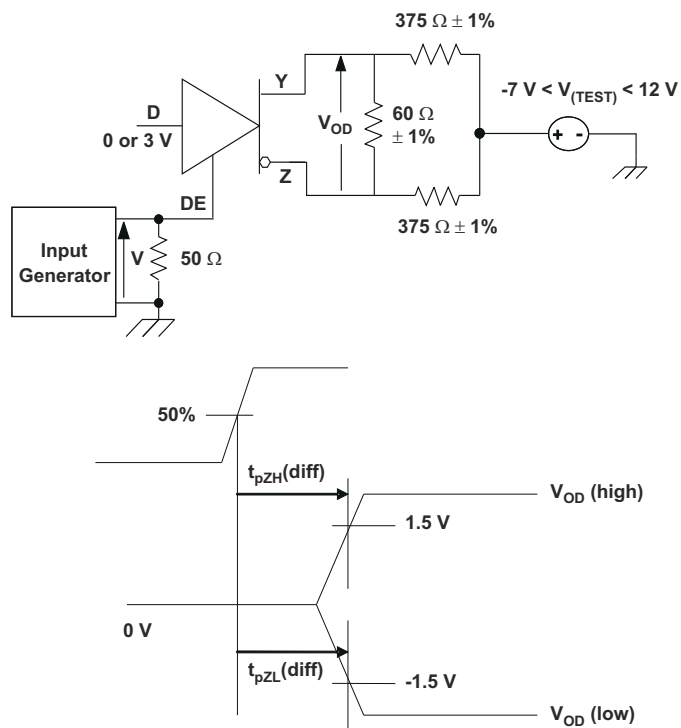 375 Ω ± 1%
Y
-7 V < V(TEST) < 12 V
D
0 or 3 V
VOD
60 Ω
± 1%
+ -
Z
DE
375 Ω ± 1%
Input
Generator
V
50 Ω
50%
tpZH(diff)
VOD (high)
1.5 V
0 V
tpZL(diff)
-1.5 V
VOD (low)